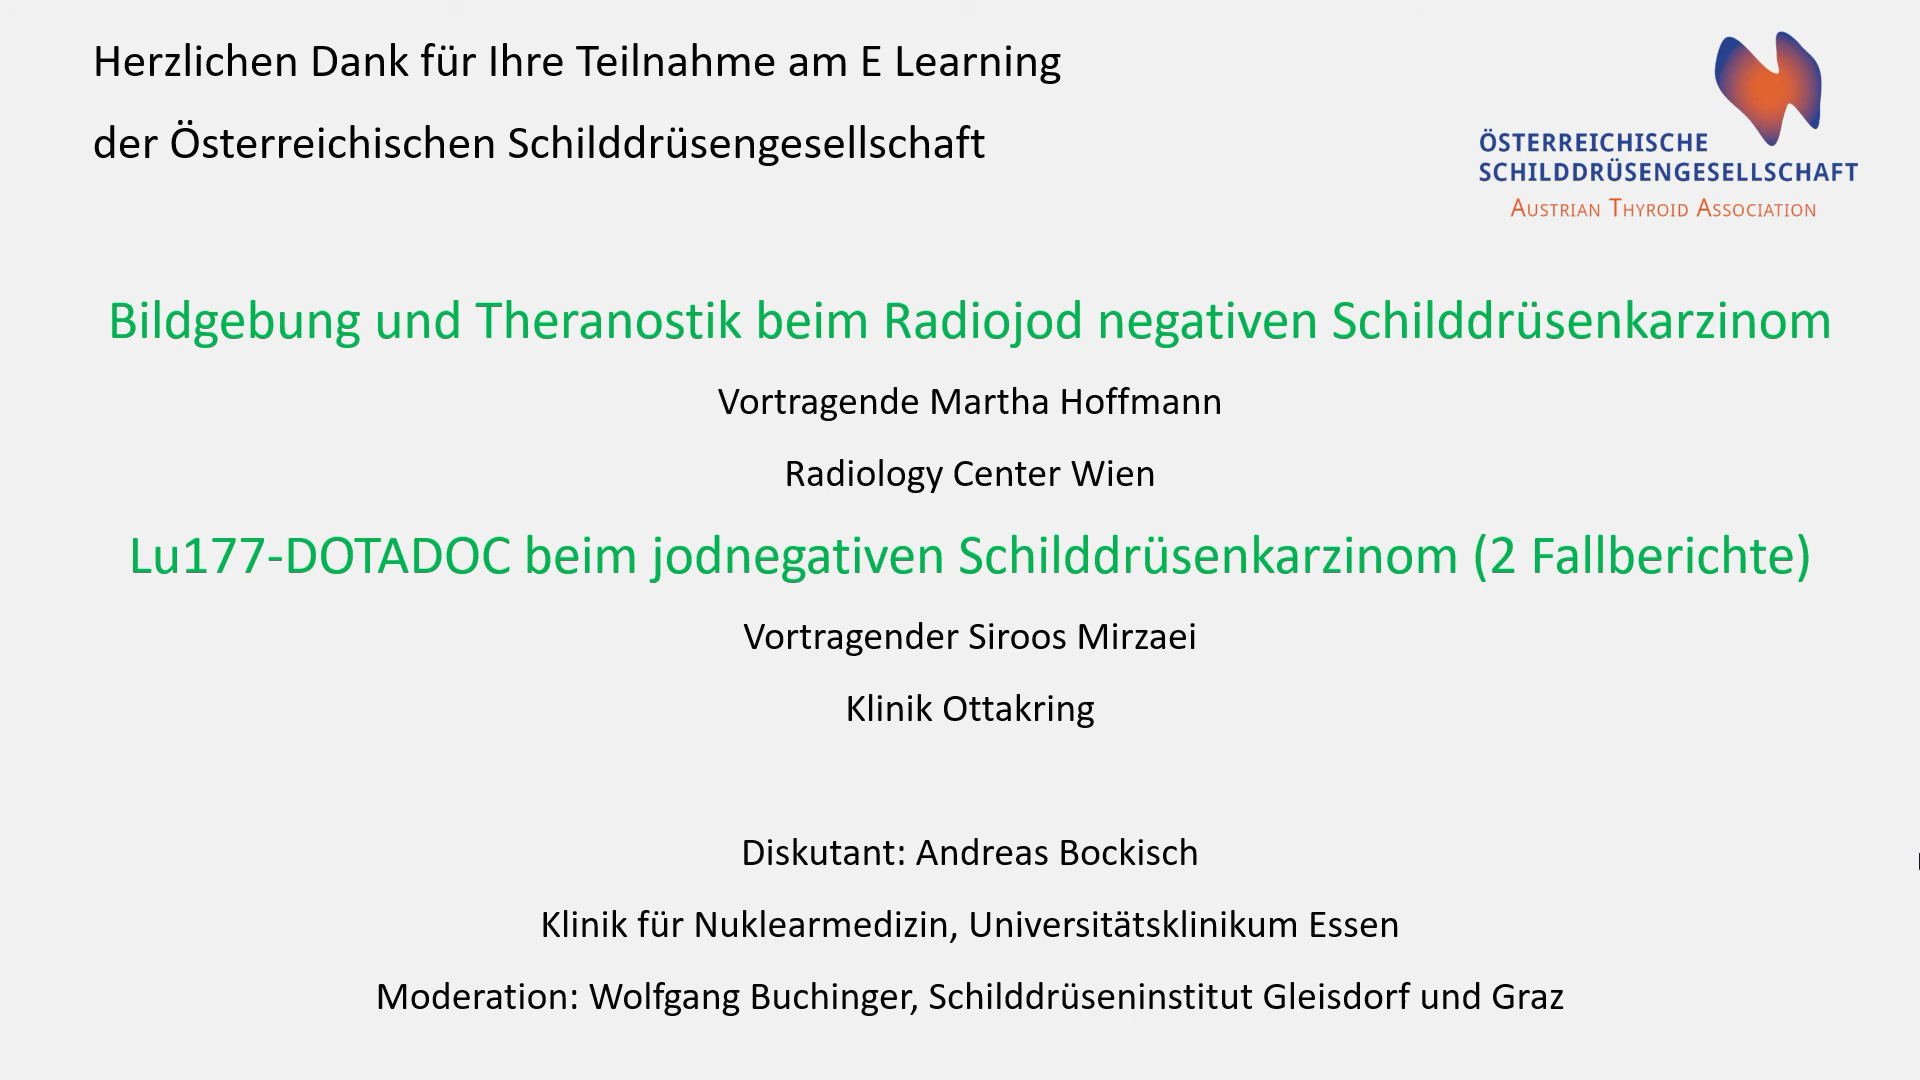 Herzlichen Dank für Ihre Teilnahme am E Learning
der Österreichischen Schilddrüsengesellschaft
ÖSTERREICHISCHE
SCHILDDRÜSENGESELLSCHAFT
AUSTRIAN THYROID ASSOCIATION
Bildgebung und Theranostik beim Radiojod negativen Schilddrüsenkarzinom
Vortragende Martha Hoffmann
Radiology Center Wien
Lu177-DOTADOC beim jodnegativen Schilddrüsenkarzinom (2 Fallberichte)
Vortragender Siroos Mirzaei
Klinik Ottakring
Diskutant: Andreas Bockisch
Klinik für Nuklearmedizin, Universitätsklinikum Essen
Moderation: Wolfgang Buchinger, Schilddrüseninstitut Gleisdorf und Graz